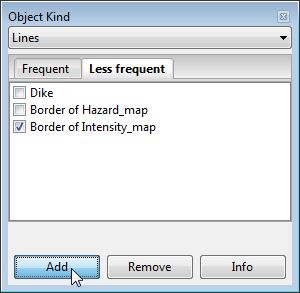 Object Kind
Lines
Frequent Less frequent
Dike
Border of Hazard_map
Border of Intensity_map
Add Remove Info